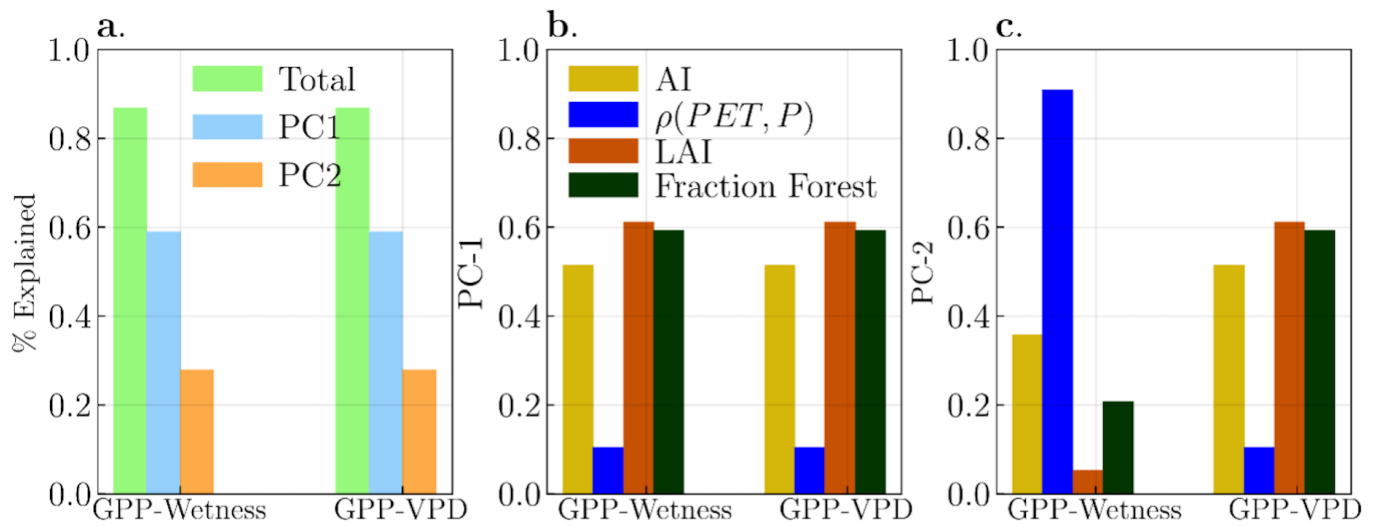 a.
% Explained
1.0
0.8
0.6
0.4
0.2
0.0
Total
PC1
PC2
GPP-Wetness
GPP-VPD
b.
PC-1
1.0
0.8
0.6
0.4
0.2
0.0
AI
ρ(PET, P)
LAI
Fraction Forest
GPP-Wetness
GPP-VPD
c.
PC-2
1.0
0.8
0.6
0.4
0.2
0.0
GPP-Wetness
GPP-VPD